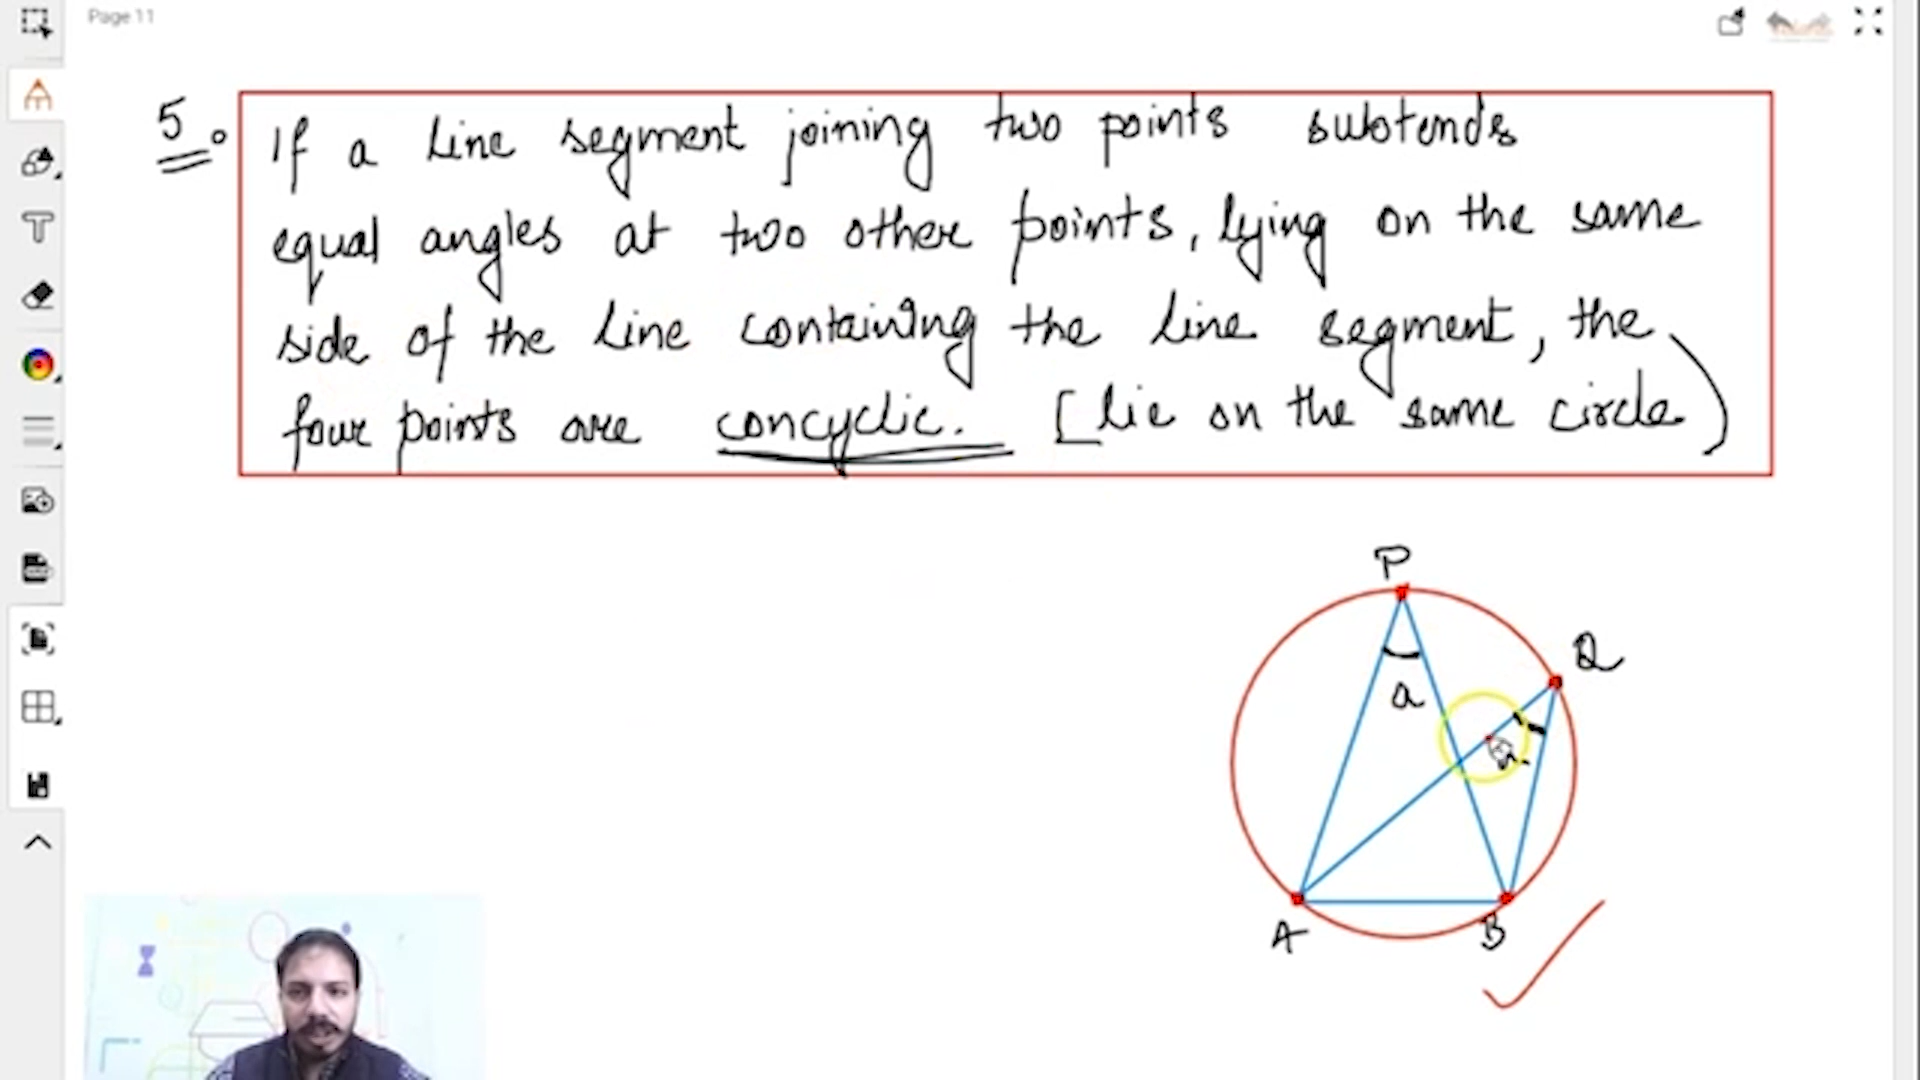 Page 11
5. If a line segment joining two points subtends
equal angles at two other points, lying on the same
side of the line containing the line segment, the
four points are concyclic. [lie on the same circle)
P
Q
a
A
B